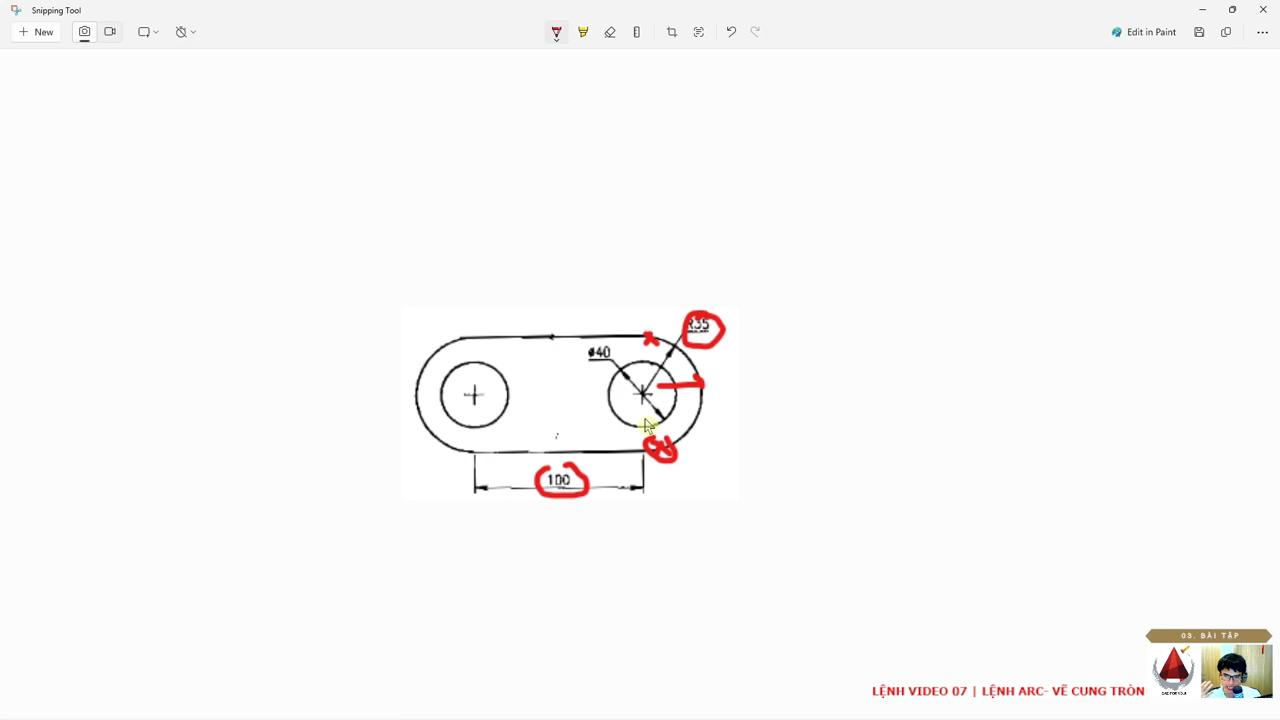 Snipping Tool
New
Edit in Paint
R35
ø40
100
03. BÀI TẬP
LỆNH VIDEO 07 | LỆNH ARC- VẼ CUNG TRÒN